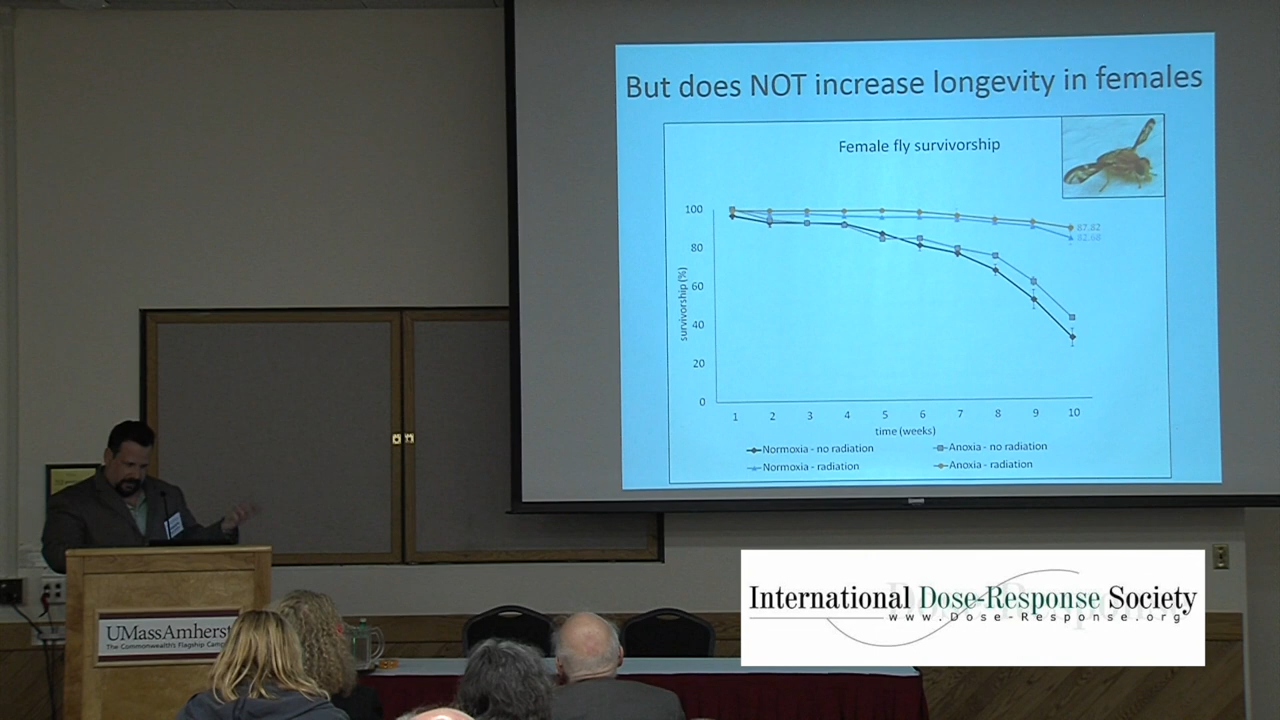 But does NOT increase longevity in females
Female fly survivorship
100
80
60
40
20
0
survivorship (%)
87.82
82.68
1 2 3 4 5 6 7 8 9 10
time (weeks)
Normoxia - no radiation
Anoxia - no radiation
Normoxia - radiation
Anoxia - radiation
UMassAmherst
The Commonwealth's Flagship
International Dose-Response Society
www.Dose-Response.org